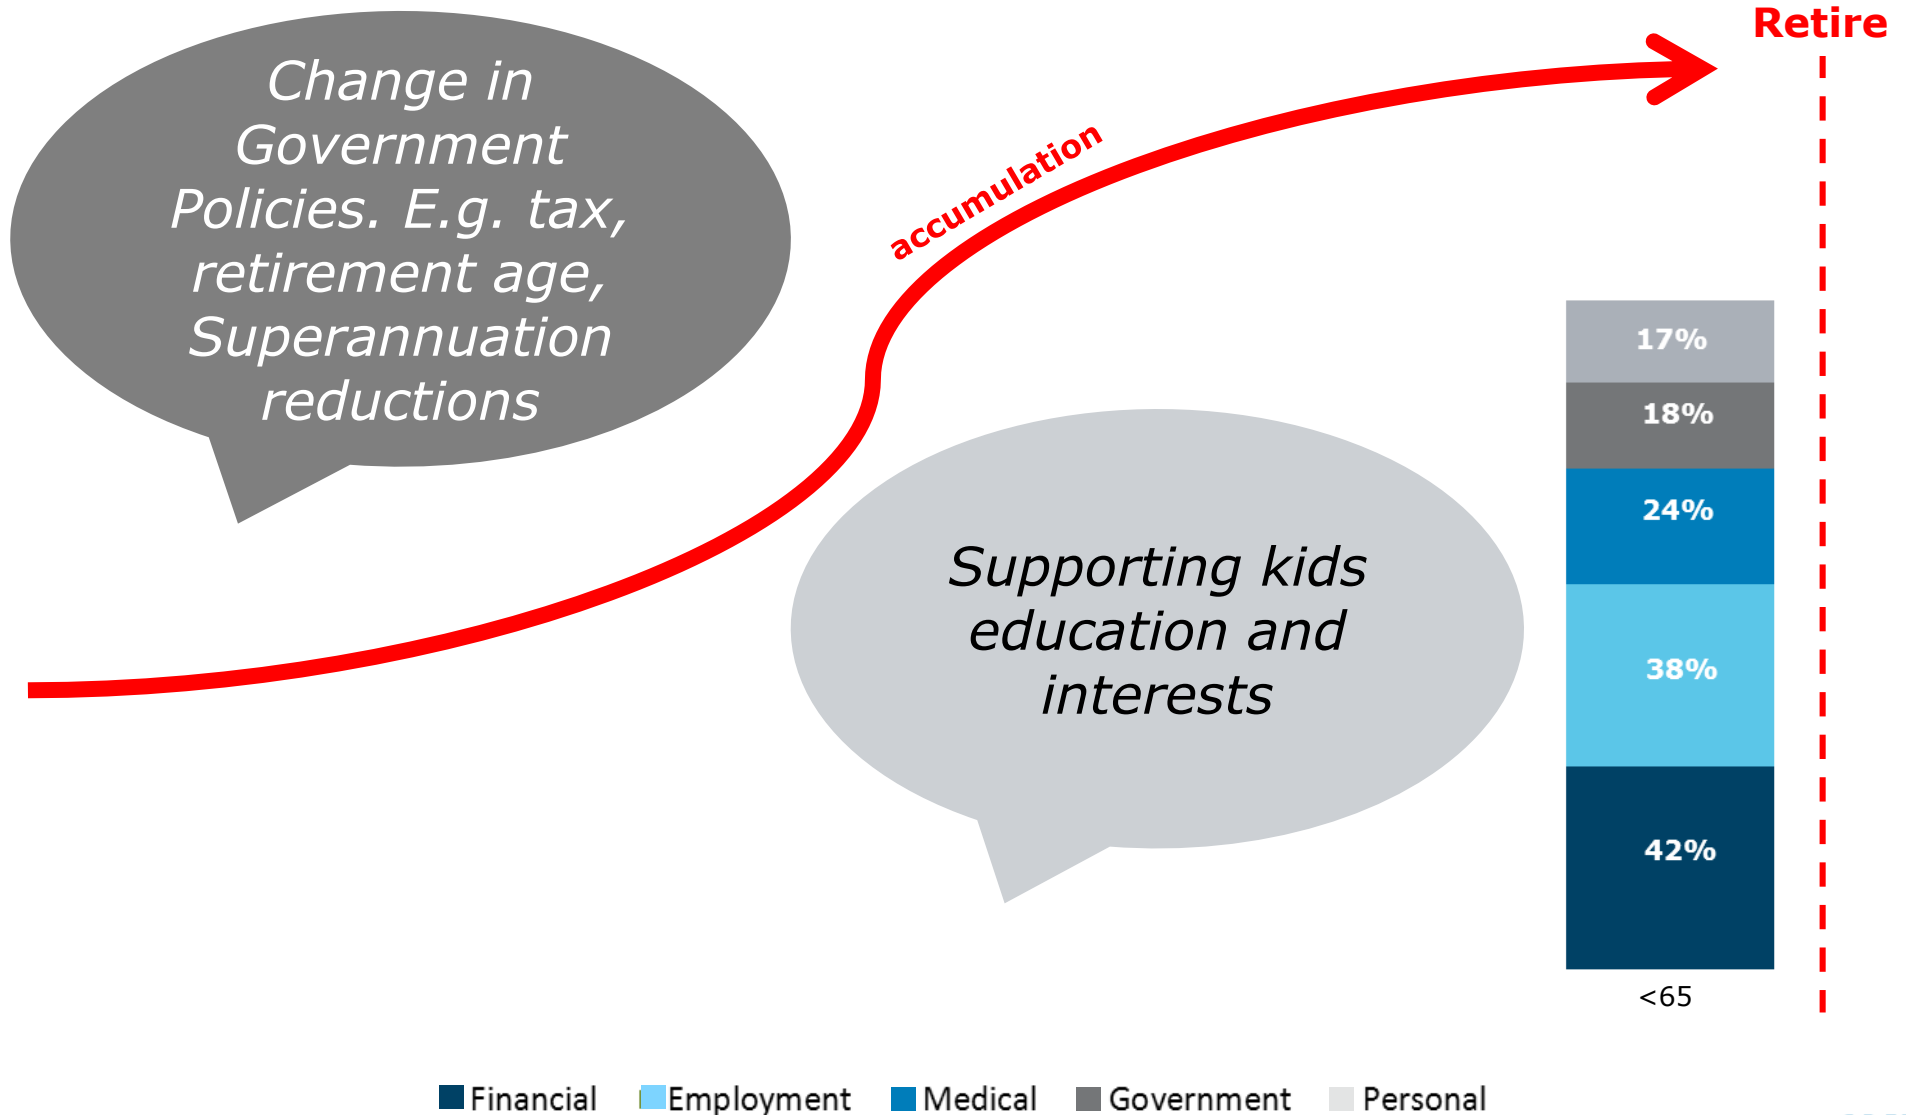 Retire
Change in
Government
Policies. E.g. tax,
retirement age,
Superannuation
reductions
accumulation
17%
18%
24%
38%
42%
Supporting kids
education and
interests
<65
Financial
Employment
Medical
Government
Personal